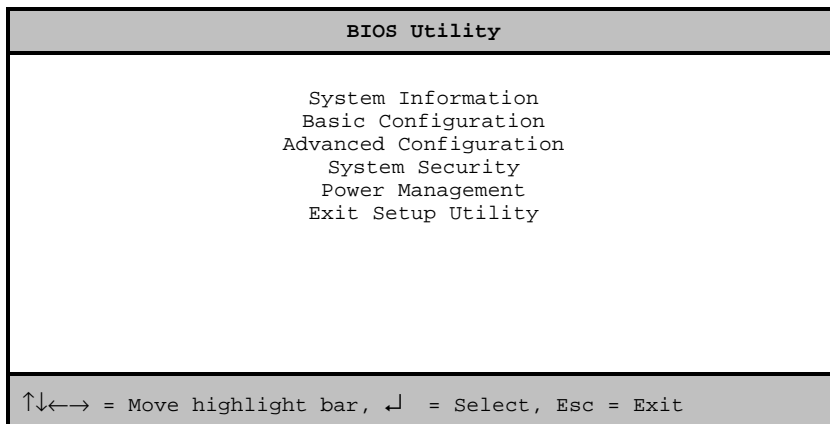 BIOS Utility
System Information
Basic Configuration
Advanced Configuration
System Security
Power Management
Exit Setup Utility
↑↓←→ = Move highlight bar, ↵ = Select, Esc = Exit